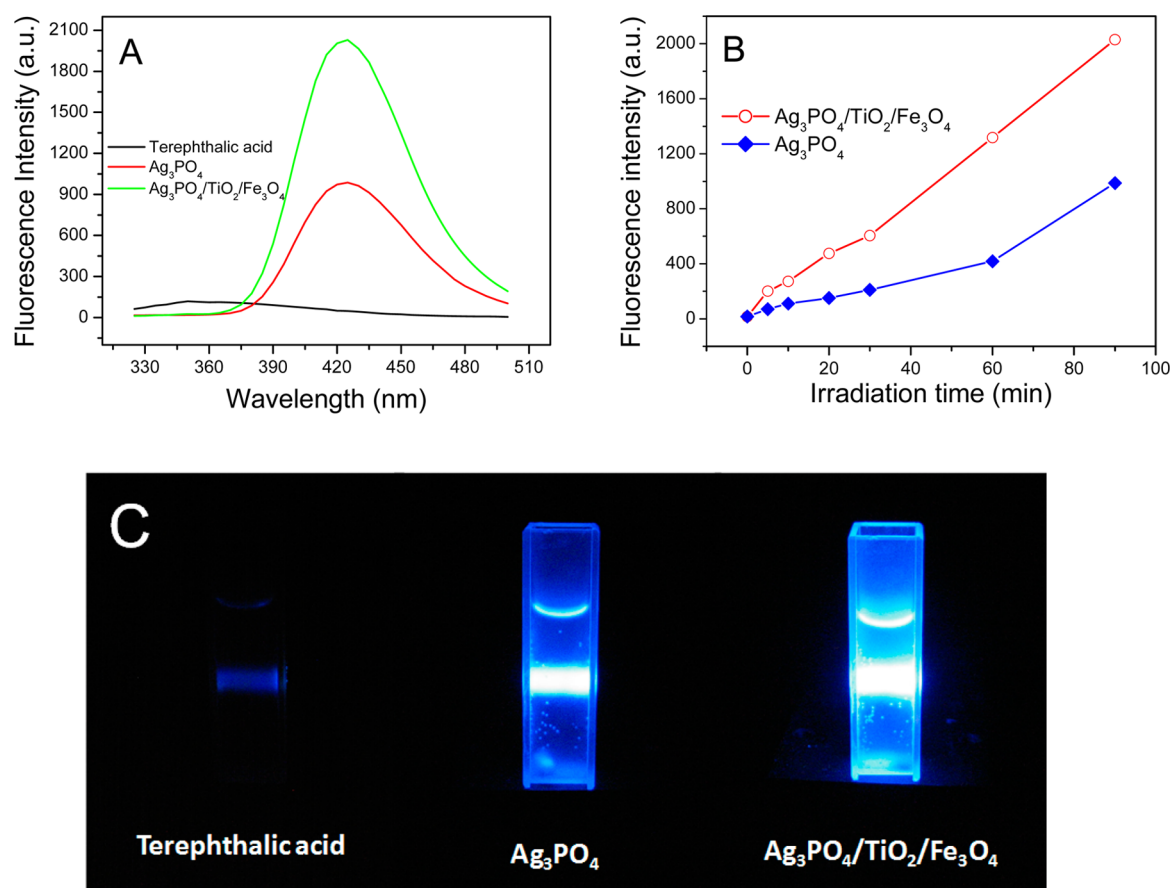 A
Fluorescence Intensity (a.u.)
2100
1800
1500
1200
900
600
300
0
Terephthalic acid
Ag₃PO₄
Ag₃PO₄/TiO₂/Fe₃O₄
330 360 390 420 450 480 510
Wavelength (nm)
B
Fluorescence intensity (a.u.)
2000
1600
1200
800
400
0
Ag₃PO₄/TiO₂/Fe₃O₄
Ag₃PO₄
0 20 40 60 80 100
Irradiation time (min)
C
Terephthalic acid
Ag₃PO₄
Ag₃PO₄/TiO₂/Fe₃O₄